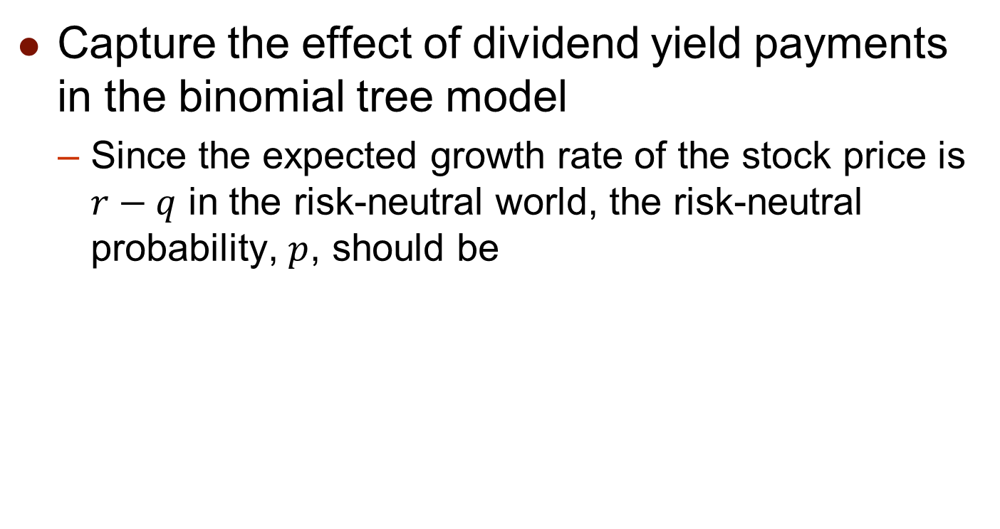 • Capture the effect of dividend yield payments
in the binomial tree model
– Since the expected growth rate of the stock price is
𝑟 − 𝑞 in the risk-neutral world, the risk-neutral
probability, 𝑝, should be